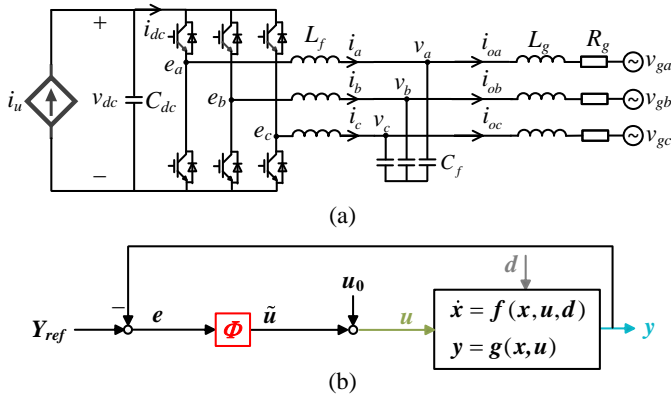 +
i_dc
L_f
i_a
v_a
i_oa
L_g
R_g
e_a
v_ga
i_u
v_dc
C_dc
e_b
i_b
v_b
i_ob
v_gb
e_c
i_c
v_c
i_oc
v_gc
−
C_f
(a)
d
−
u_0
Y_ref
e
Φ
ũ
u
ẋ = f(x,u,d)
y = g(x,u)
y
(b)